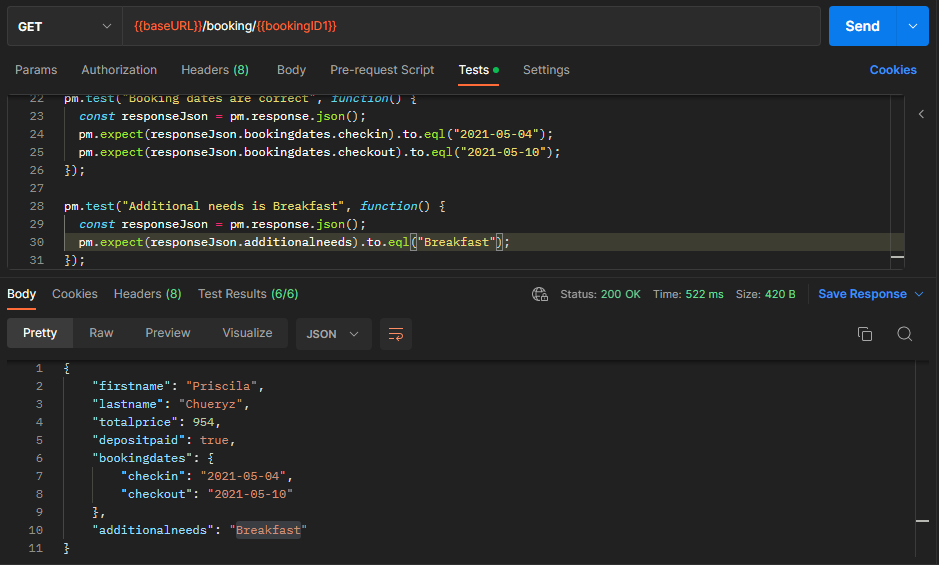 GET {{baseURL}}/booking/{{bookingID1}} Send
Params Authorization Headers (8) Body Pre-request Script Tests Settings Cookies
22 pm.test("Booking dates are correct", function() {
23 const responseJson = pm.response.json();
24 pm.expect(responseJson.bookingdates.checkin).to.eql("2021-05-04");
25 pm.expect(responseJson.bookingdates.checkout).to.eql("2021-05-10");
26 });
27
28 pm.test("Additional needs is Breakfast", function() {
29 const responseJson = pm.response.json();
30 pm.expect(responseJson.additionalneeds).to.eql("Breakfast");
31 });
Body Cookies Headers (8) Test Results (6/6) Status: 200 OK Time: 522 ms Size: 420 B Save Response
Pretty Raw Preview Visualize JSON
1 {
2 "firstname": "Priscila",
3 "lastname": "Chueryz",
4 "totalprice": 954,
5 "depositpaid": true,
6 "bookingdates": {
7 "checkin": "2021-05-04",
8 "checkout": "2021-05-10"
9 },
10 "additionalneeds": "Breakfast"
11 }